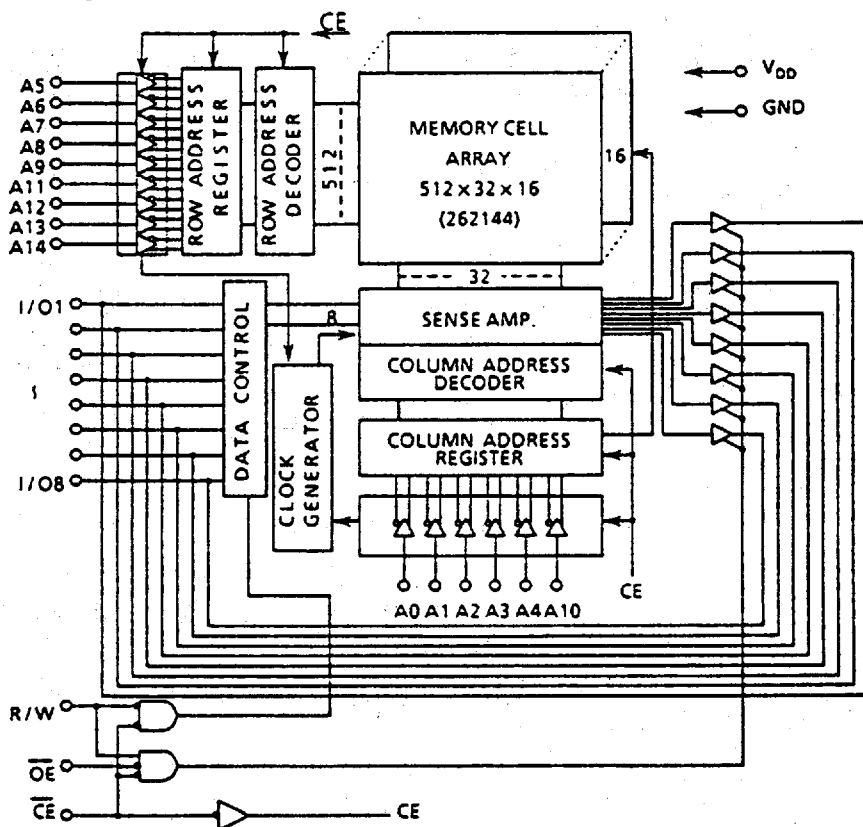 CE
A5
A6
A7
A8
A9
A11
A12
A13
A14
ROW ADDRESS
REGISTER
ROW ADDRESS
DECODER
512
MEMORY CELL
ARRAY
512×32×16
(262144)
16
VDD
GND
32
I/O1
I/O8
DATA CONTROL
8
SENSE AMP.
COLUMN ADDRESS
DECODER
COLUMN ADDRESS
REGISTER
CLOCK
GENERATOR
A0 A1 A2 A3 A4 A10
CE
R/W
OE
CE
CE